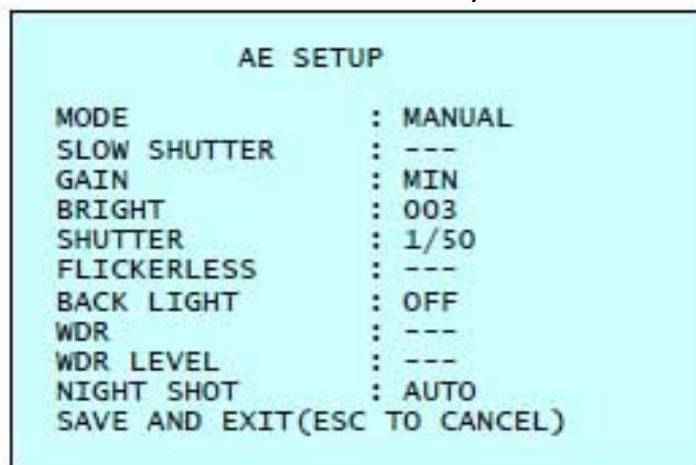 AE SETUP
MODE : MANUAL
SLOW SHUTTER : ---
GAIN : MIN
BRIGHT : 003
SHUTTER : 1/50
FLICKERLESS : ---
BACK LIGHT : OFF
WDR : ---
WDR LEVEL : ---
NIGHT SHOT : AUTO
SAVE AND EXIT(ESC TO CANCEL)